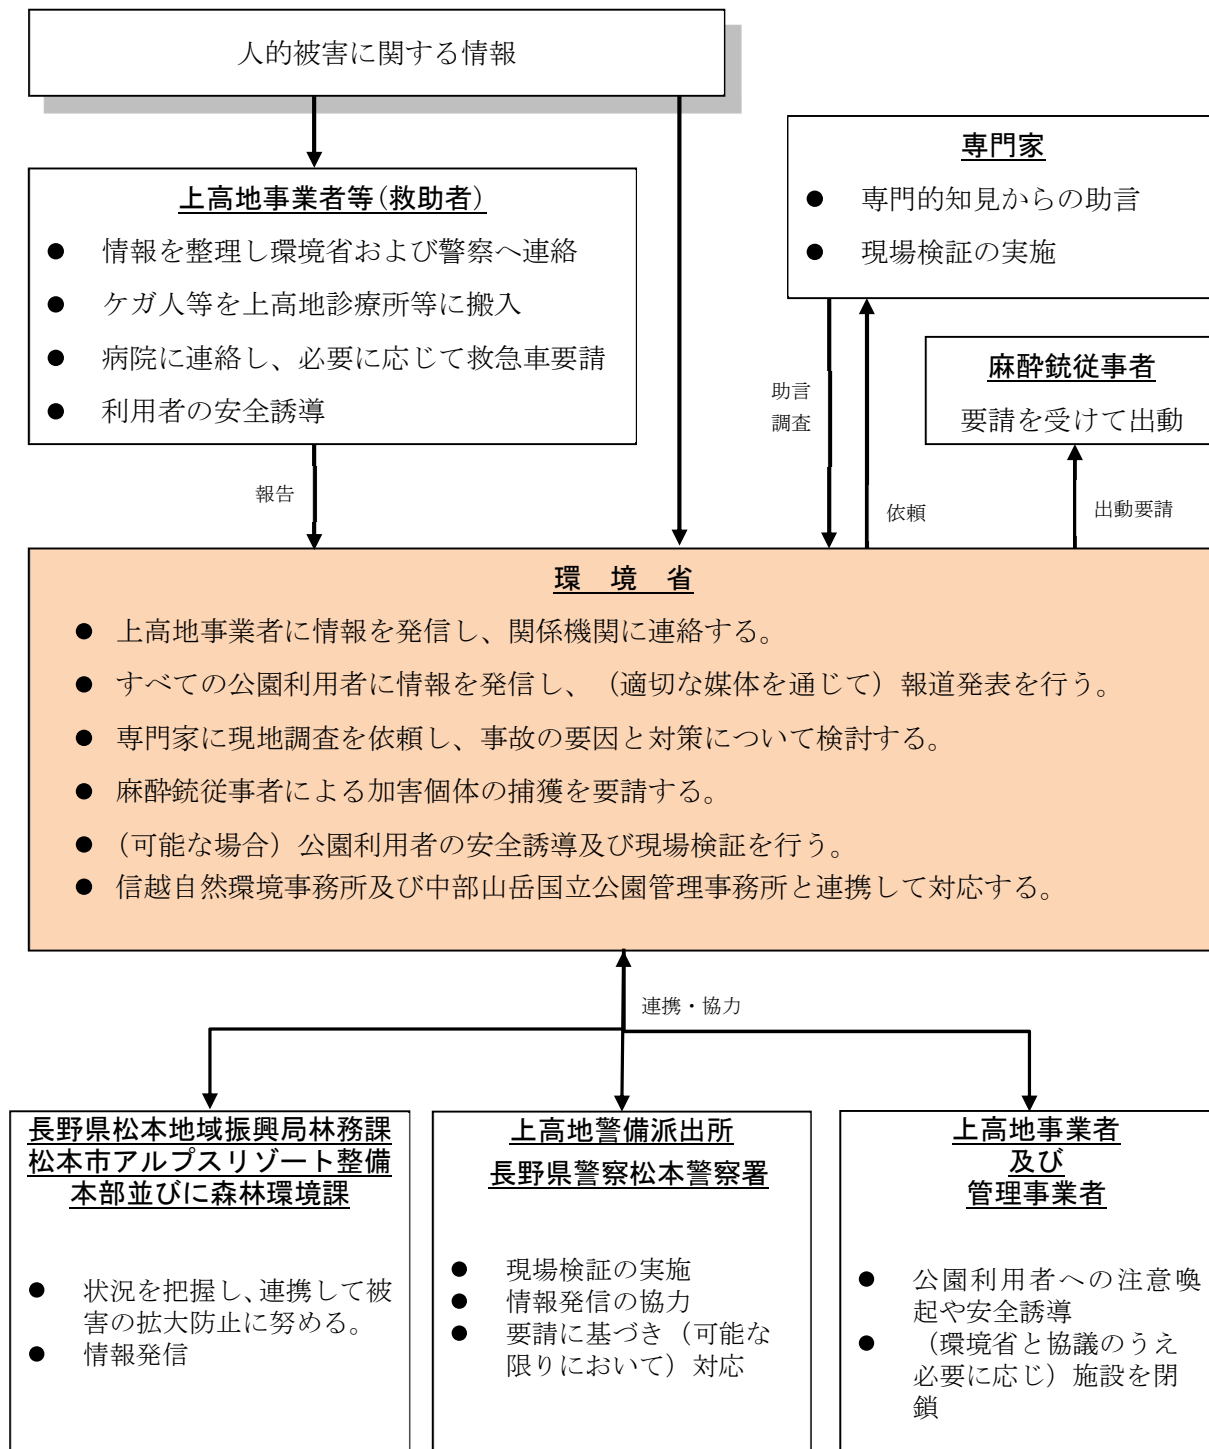 人的被害に関する情報
上高地事業者等(救助者)
● 情報を整理し環境省および警察へ連絡
● ケガ人等を上高地診療所等に搬入
● 病院に連絡し、必要に応じて救急車要請
● 利用者の安全誘導
専門家
● 専門的知見からの助言
● 現場検証の実施
麻酔銃従事者
要請を受けて出動
助言
調査
報告
依頼
出動要請
環 境 省
● 上高地事業者に情報を発信し、関係機関に連絡する。
● すべての公園利用者に情報を発信し、（適切な媒体を通じて）報道発表を行う。
● 専門家に現地調査を依頼し、事故の要因と対策について検討する。
● 麻酔銃従事者による加害個体の捕獲を要請する。
● （可能な場合）公園利用者の安全誘導及び現場検証を行う。
● 信越自然環境事務所及び中部山岳国立公園管理事務所と連携して対応する。
連携・協力
長野県松本地域振興局林務課
松本市アルプスリゾート整備
本部並びに森林環境課
● 状況を把握し、連携して被
害の拡大防止に努める。
● 情報発信
上高地警備派出所
長野県警察松本警察署
● 現場検証の実施
● 情報発信の協力
● 要請に基づき（可能な
限りにおいて）対応
上高地事業者
及び
管理事業者
● 公園利用者への注意喚
起や安全誘導
● （環境省と協議のうえ
必要に応じ）施設を閉
鎖